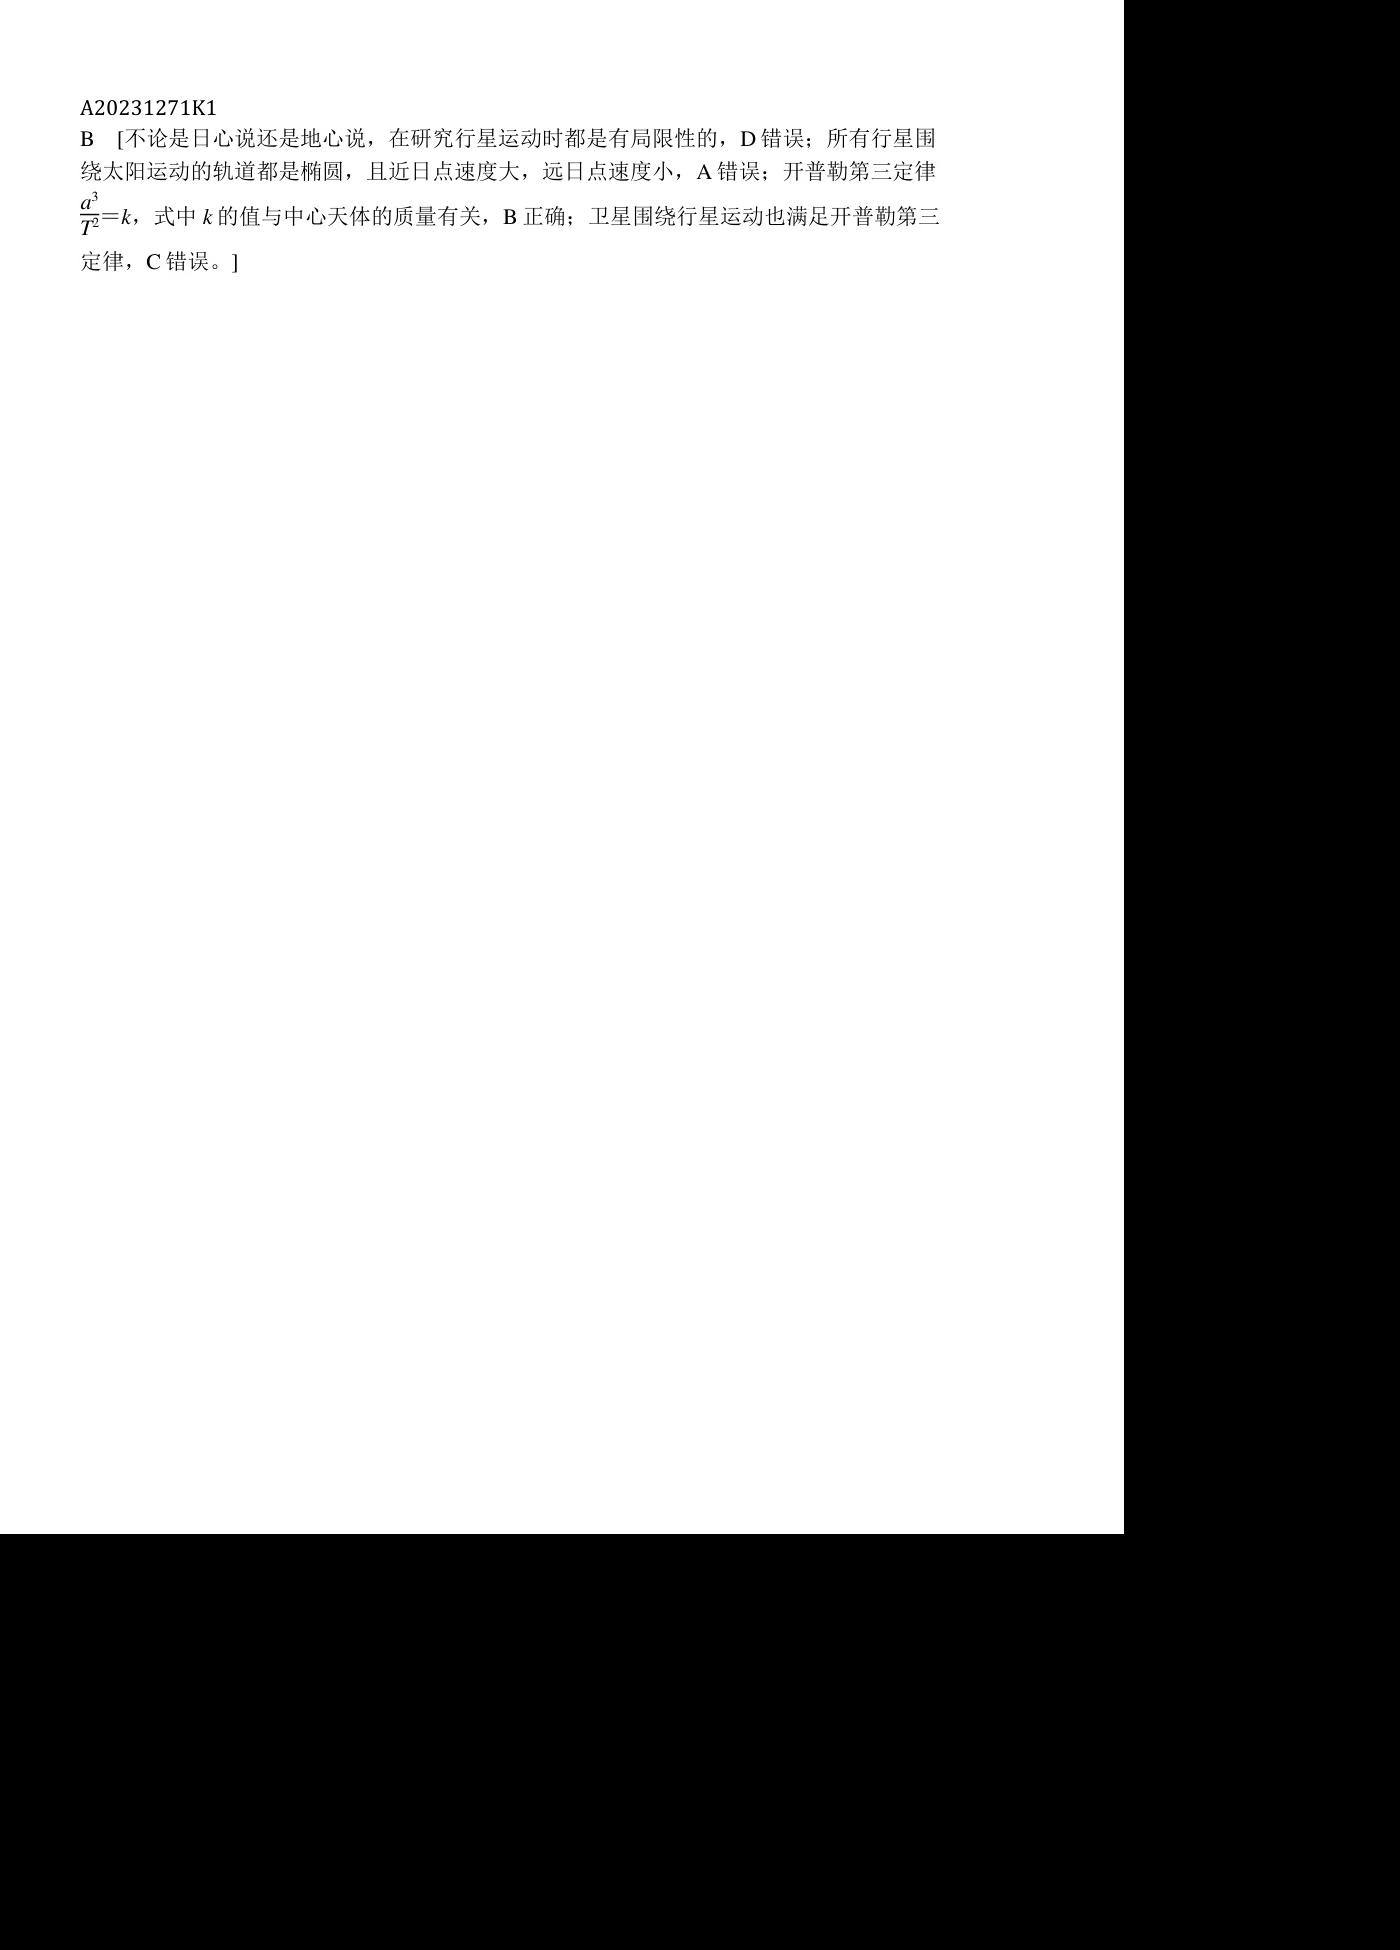 A20231271K1
B　[不论是日心说还是地心说，在研究行星运动时都是有局限性的，D 错误；所有行星围
绕太阳运动的轨道都是椭圆，且近日点速度大，远日点速度小，A 错误；开普勒第三定律
a³/T²=k，式中 k 的值与中心天体的质量有关，B 正确；卫星围绕行星运动也满足开普勒第三
定律，C 错误。]